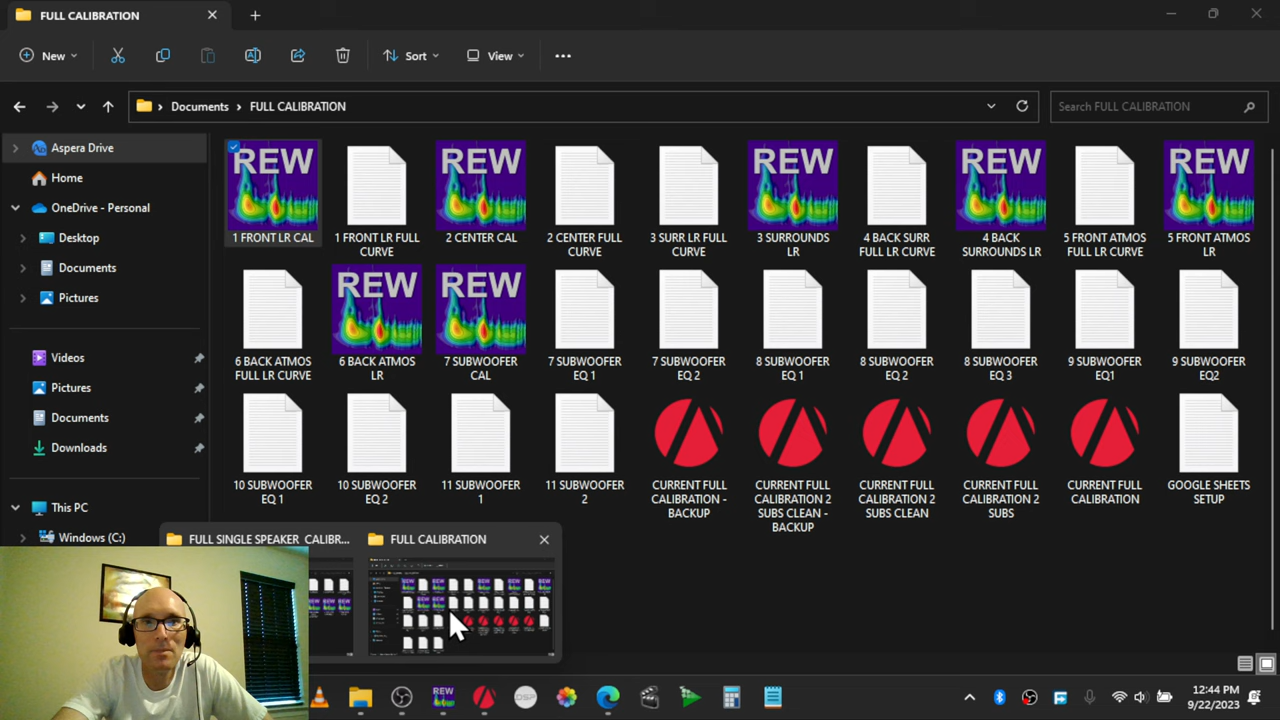 FULL CALIBRATION
New
Sort
View
Documents > FULL CALIBRATION
Search FULL CALIBRATION
Aspera Drive
Home
OneDrive - Personal
Desktop
Documents
Pictures
Videos
Pictures
Documents
Downloads
This PC
Windows (C:)
REW
1 FRONT LR CAL
1 FRONT LR FULL
CURVE
REW
2 CENTER CAL
2 CENTER FULL
CURVE
3 SURR LR FULL
CURVE
REW
3 SURROUNDS
LR
4 BACK SURR
FULL LR CURVE
REW
4 BACK
SURROUNDS LR
5 FRONT ATMOS
FULL LR CURVE
REW
5 FRONT ATMOS
LR
6 BACK ATMOS
FULL LR CURVE
REW
6 BACK ATMOS
LR
REW
7 SUBWOOFER
CAL
7 SUBWOOFER
EQ 1
7 SUBWOOFER
EQ 2
8 SUBWOOFER
EQ 1
8 SUBWOOFER
EQ 2
8 SUBWOOFER
EQ 3
9 SUBWOOFER
EQ1
9 SUBWOOFER
EQ2
10 SUBWOOFER
EQ 1
10 SUBWOOFER
EQ 2
11 SUBWOOFER
1
11 SUBWOOFER
2
CURRENT FULL
CALIBRATION -
BACKUP
CURRENT FULL
CALIBRATION 2
SUBS CLEAN -
BACKUP
CURRENT FULL
CALIBRATION 2
SUBS CLEAN
CURRENT FULL
CALIBRATION 2
SUBS
CURRENT FULL
CALIBRATION
GOOGLE SHEETS
SETUP
FULL SINGLE SPEAKER CALIBR...
FULL CALIBRATION
REW
DSP
12:44 PM
9/22/2023